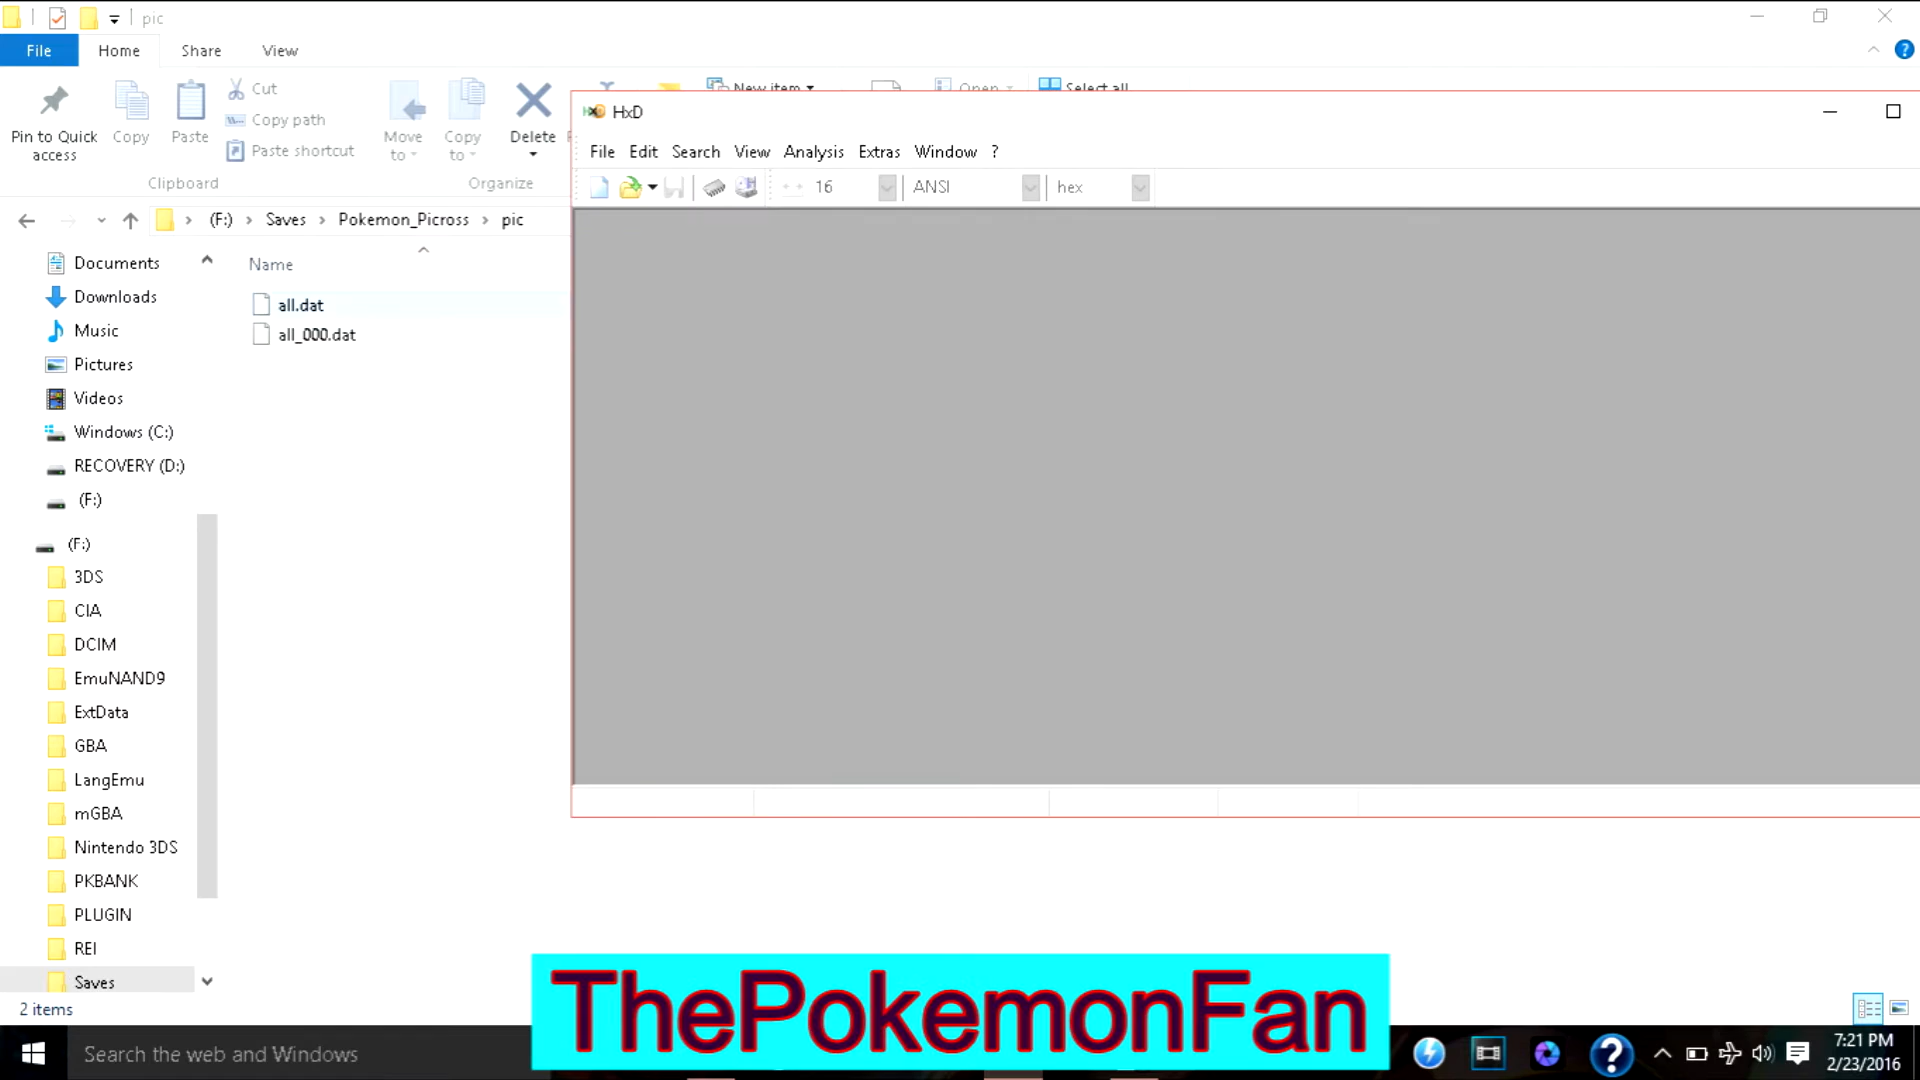 pic
File Home Share View
Pin to Quick access
Copy
Paste
Cut
Copy path
Paste shortcut
Move to
Copy to
Delete
New item
Open
Select all
Clipboard
Organize
(F:) Saves Pokemon_Picross pic
Documents
Downloads
Music
Pictures
Videos
Windows (C:)
RECOVERY (D:)
(F:)
(F:)
3DS
CIA
DCIM
EmuNAND9
ExtData
GBA
LangEmu
mGBA
Nintendo 3DS
PKBANK
PLUGIN
REI
Saves
2 items
Name
all.dat
all_000.dat
HxD
File Edit Search View Analysis Extras Window ?
16 ANSI hex
ThePokemonFan
Search the web and Windows
7:21 PM
2/23/2016